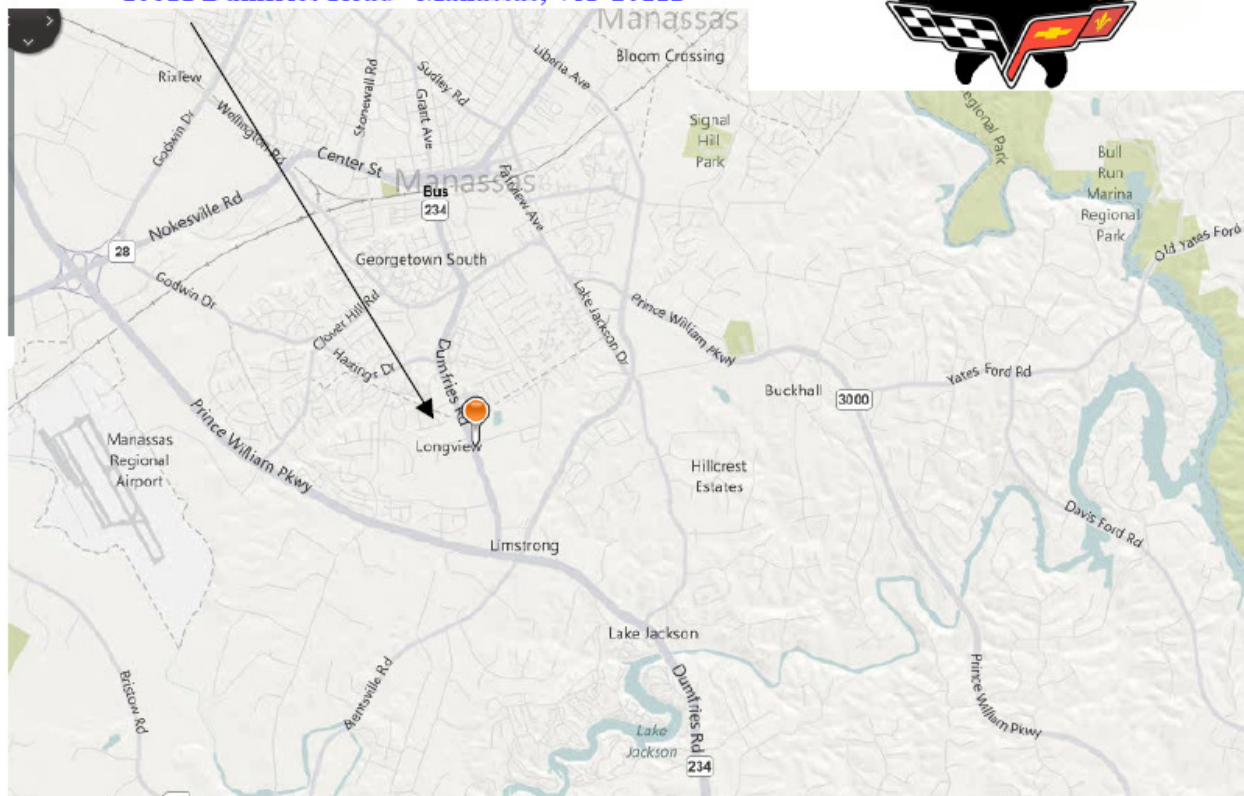 Manassas
Bloom Crossing
Liberia Ave
Sudley Rd
Stonewall Rd
Grant Ave
Wellington Rd
Godwin Dr
Signal
Hill
Park
Regional Park
Bull
Run
Marina
Regional
Park
Center St
Manassas
Bus
234
Fairview Ave
Nokesville Rd
28
Old Yates Ford
Georgetown South
Godwin Dr
Clover Hill Rd
Hastings Dr
Lake Jackson Dr
Prince William Pkwy
Dumfries Rd
Buckhall
3000
Yates Ford Rd
Prince William Pkwy
Manassas
Regional
Airport
Longview
Hillcrest
Estates
Davis Ford Rd
Limstrong
Lake Jackson
Bristow Rd
Dumfries Rd
Prince William Pkwy
Lake
Jackson
234